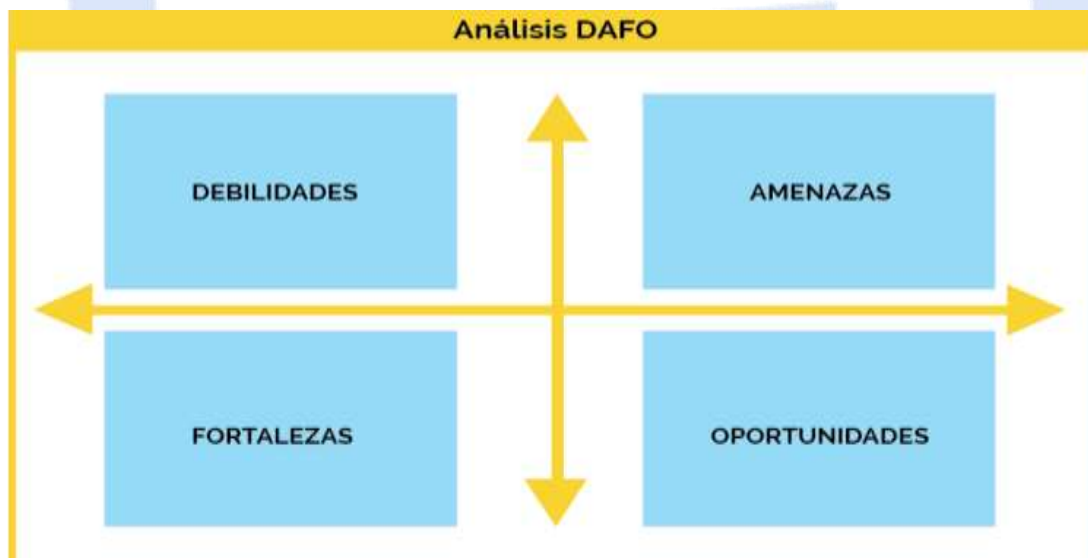 Análisis DAFO
DEBILIDADES
AMENAZAS
FORTALEZAS
OPORTUNIDADES